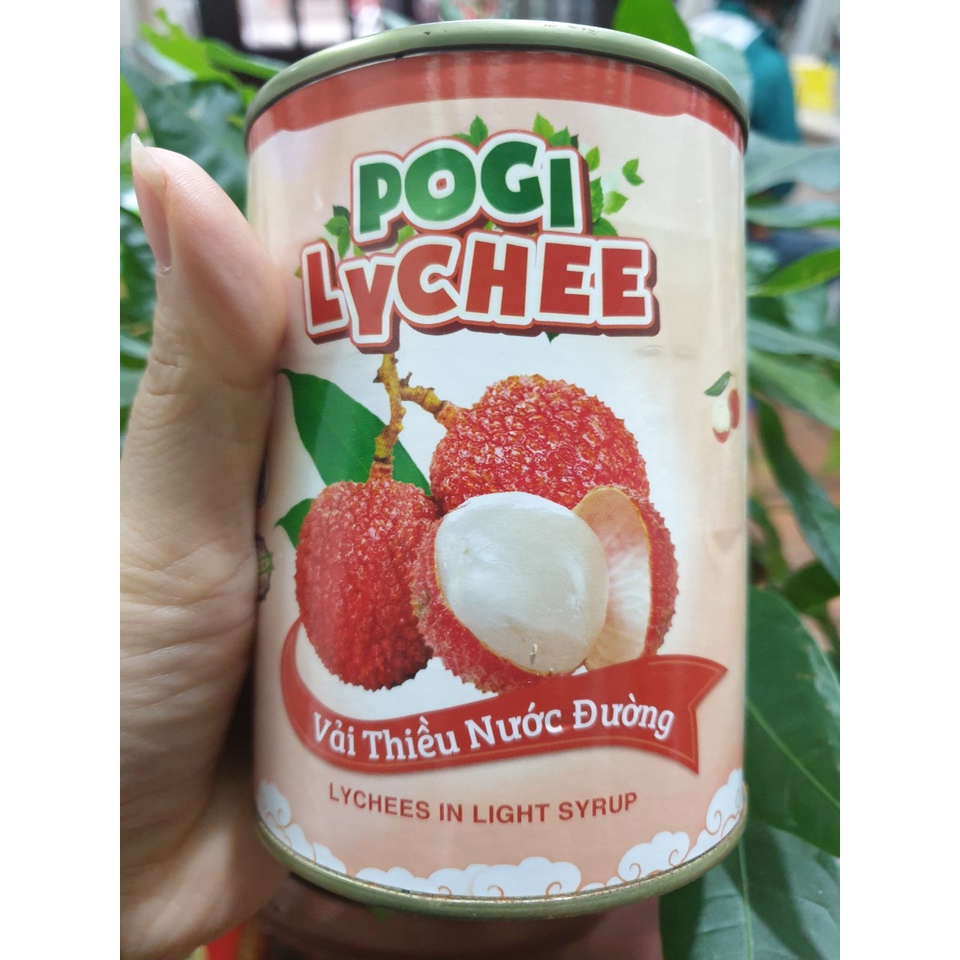 POGI
LyCHEE
Vải Thiều Nước Đường
LYCHEES IN LIGHT SYRUP